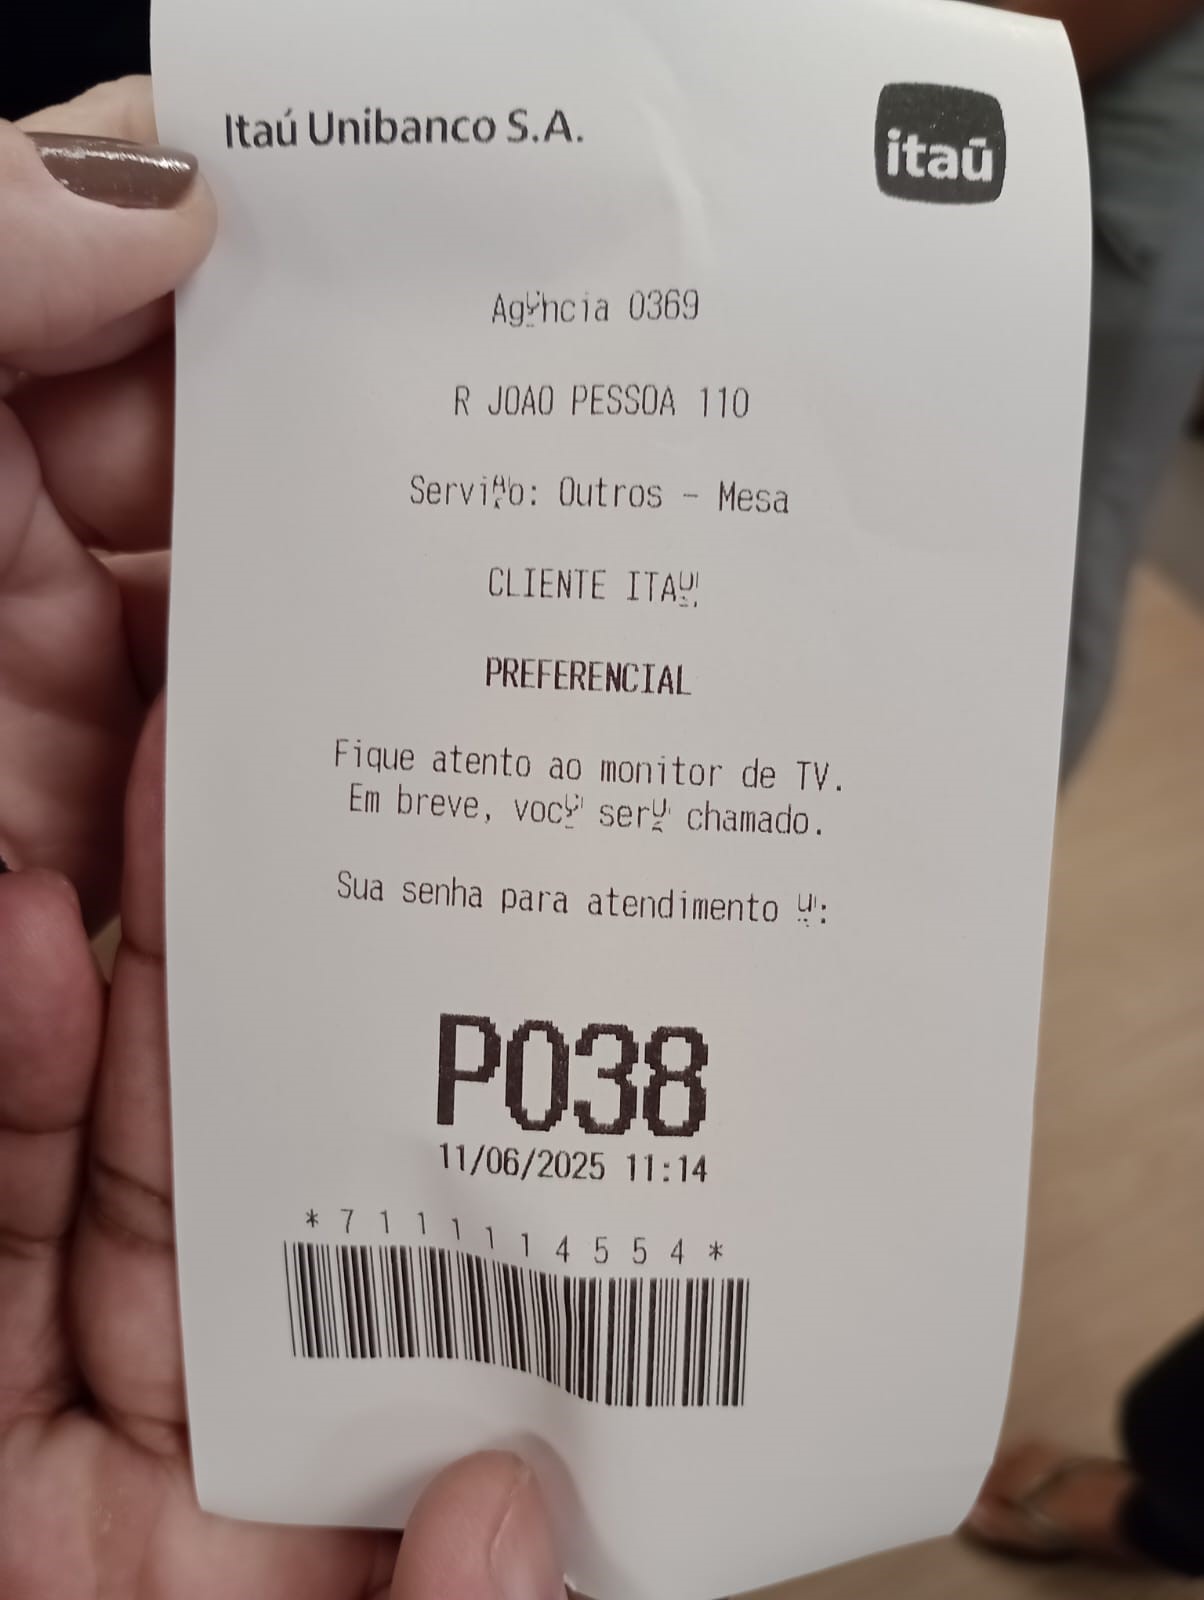 Itaú Unibanco S.A.
itaú
Agência 0369
R JOAO PESSOA 110
Serviço: Outros - Mesa
CLIENTE ITAÚ
PREFERENCIAL
Fique atento ao monitor de TV.
Em breve, você será chamado.
Sua senha para atendimento é:
P038
11/06/2025 11:14
*7111114554*